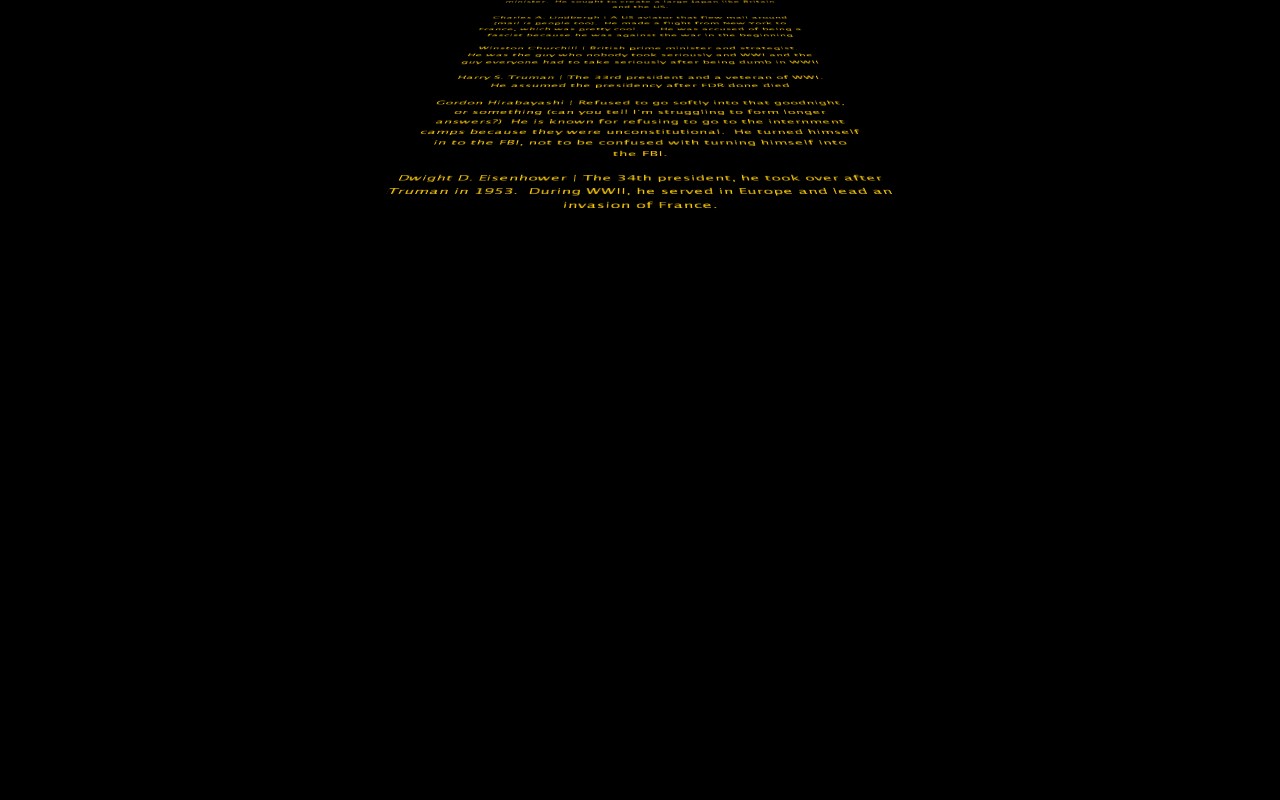 minister. He sought to create a large Japan like Britain
and the US.
Charles A. Lindbergh | A US aviator that flew mail around
(mail is people too). He made a flight from New York to
France, which was pretty cool. He was accused of being a
fascist because he was against the war in the beginning
Winston Churchill | British prime minister and strategist.
He was the guy who nobody took seriously and WWI and the
guy everyone had to take seriously after being dumb in WWII
Harry S. Truman | The 33rd president and a veteran of WWI.
He assumed the presidency after FDR done died
Gordon Hirabayashi | Refused to go softly into that goodnight,
or something (can you tell I'm struggling to form longer
answers?) He is known for refusing to go to the internment
camps because they were unconstitutional. He turned himself
in to the FBI, not to be confused with turning himself into
the FBI.
Dwight D. Eisenhower | The 34th president, he took over after
Truman in 1953. During WWII, he served in Europe and lead an
invasion of France.